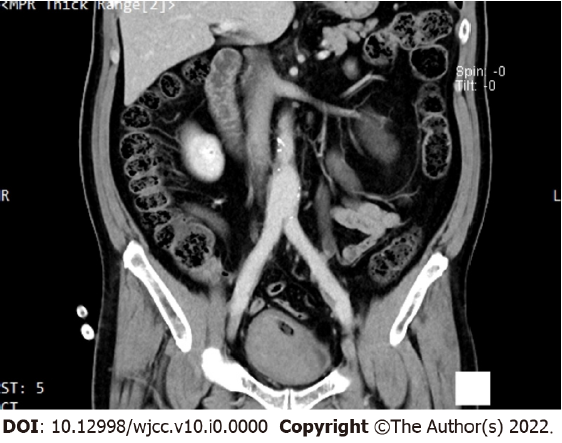 <MPR Thick Range[2]>
Spin: -0
Tilt: -0
R
L
ST: 5
CT
DOI: 10.12998/wjcc.v10.i0.0000 Copyright ©The Author(s) 2022.